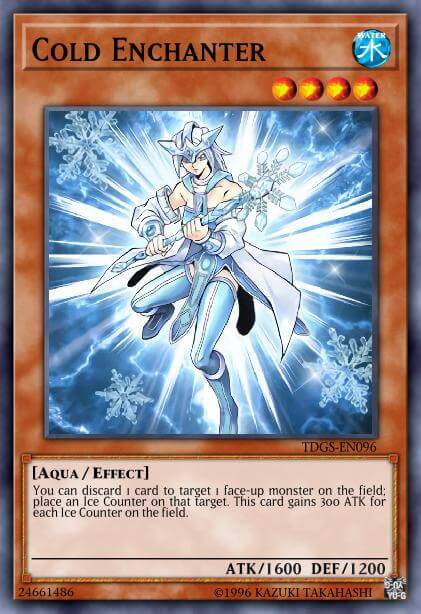 COLD ENCHANTER
WATER
水
TDGS-EN096
[AQUA / EFFECT]
You can discard 1 card to target 1 face-up monster on the field;
place an Ice Counter on that target. This card gains 300 ATK for
each Ice Counter on the field.
ATK/1600 DEF/1200
24661486
©1996 KAZUKI TAKAHASHI